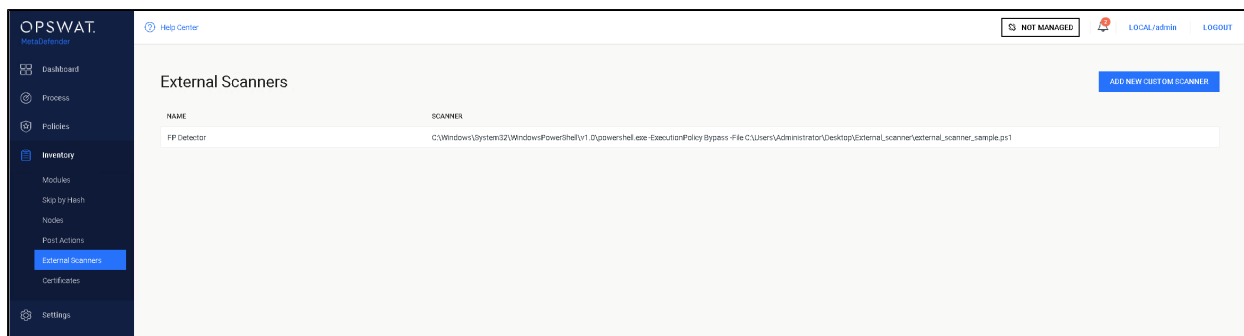 OPSWAT.
MetaDefender
Help Center
NOT MANAGED
2
LOCAL/admin
LOGOUT
Dashboard
Process
Policies
Inventory
Modules
Skip by Hash
Nodes
Post Actions
External Scanners
Certificates
Settings
External Scanners
ADD NEW CUSTOM SCANNER
NAME SCANNER
FP Detector C:\Windows\System32\WindowsPowerShell\v1.0\powershell.exe -ExecutionPolicy Bypass -File C:\Users\Administrator\Desktop\External_scanner\external_scanner_sample.ps1